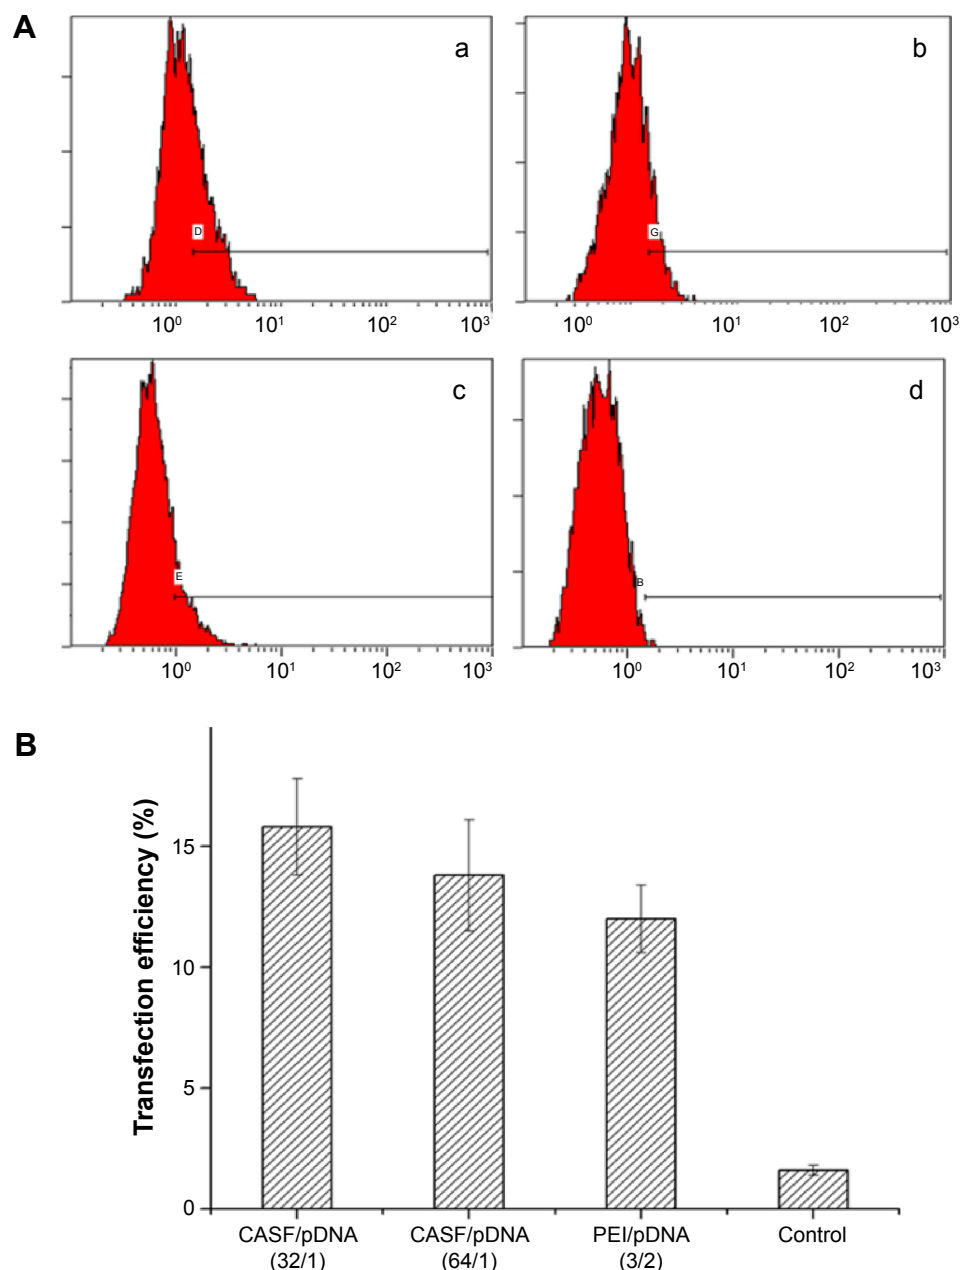 A
a
b
D
G
10⁰ 10¹ 10² 10³
10⁰ 10¹ 10² 10³
c
d
E
B
10⁰ 10¹ 10² 10³
10⁰ 10¹ 10² 10³
B
Transfection efficiency (%)
15
10
5
0
CASF/pDNA
(32/1)
CASF/pDNA
(64/1)
PEI/pDNA
(3/2)
Control